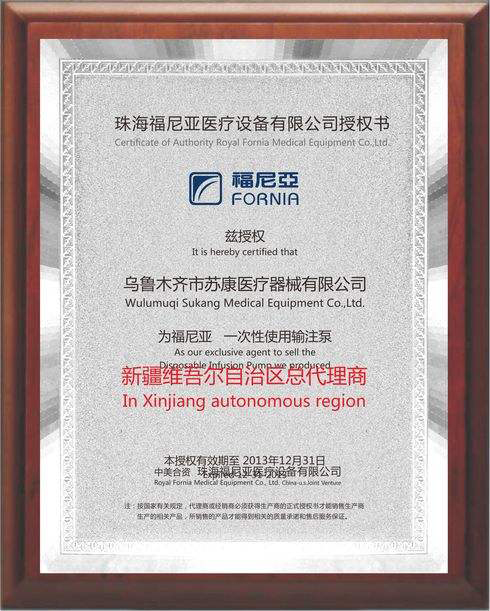 珠海福尼亚医疗设备有限公司授权书
Certificate of Authority Royal Fornia Medical Equipment Co.,Ltd.
福尼亞
FORNIA
兹授权
It is hereby certified that
乌鲁木齐市苏康医疗器械有限公司
Wulumuqi Sukang Medical Equipment Co.,Ltd.
为福尼亚 一次性使用输注泵
As our exclusive agent to sell the
Disposable Infusion Pump we produced
新疆维吾尔自治区总代理商
In Xinjiang autonomous region
本授权有效期至 2013年12月31日
中美合资 珠海福尼亚医疗设备有限公司
Royal Fornia Medical Equipment Co., Ltd. China-u.s.Joint Venture
注：按国家有关规定，代理商或经销商必须获得生产商的正式授权书才能销售生产商
生产的相关产品，所销售的产品才能得到相关的质量承诺和售后服务保证。